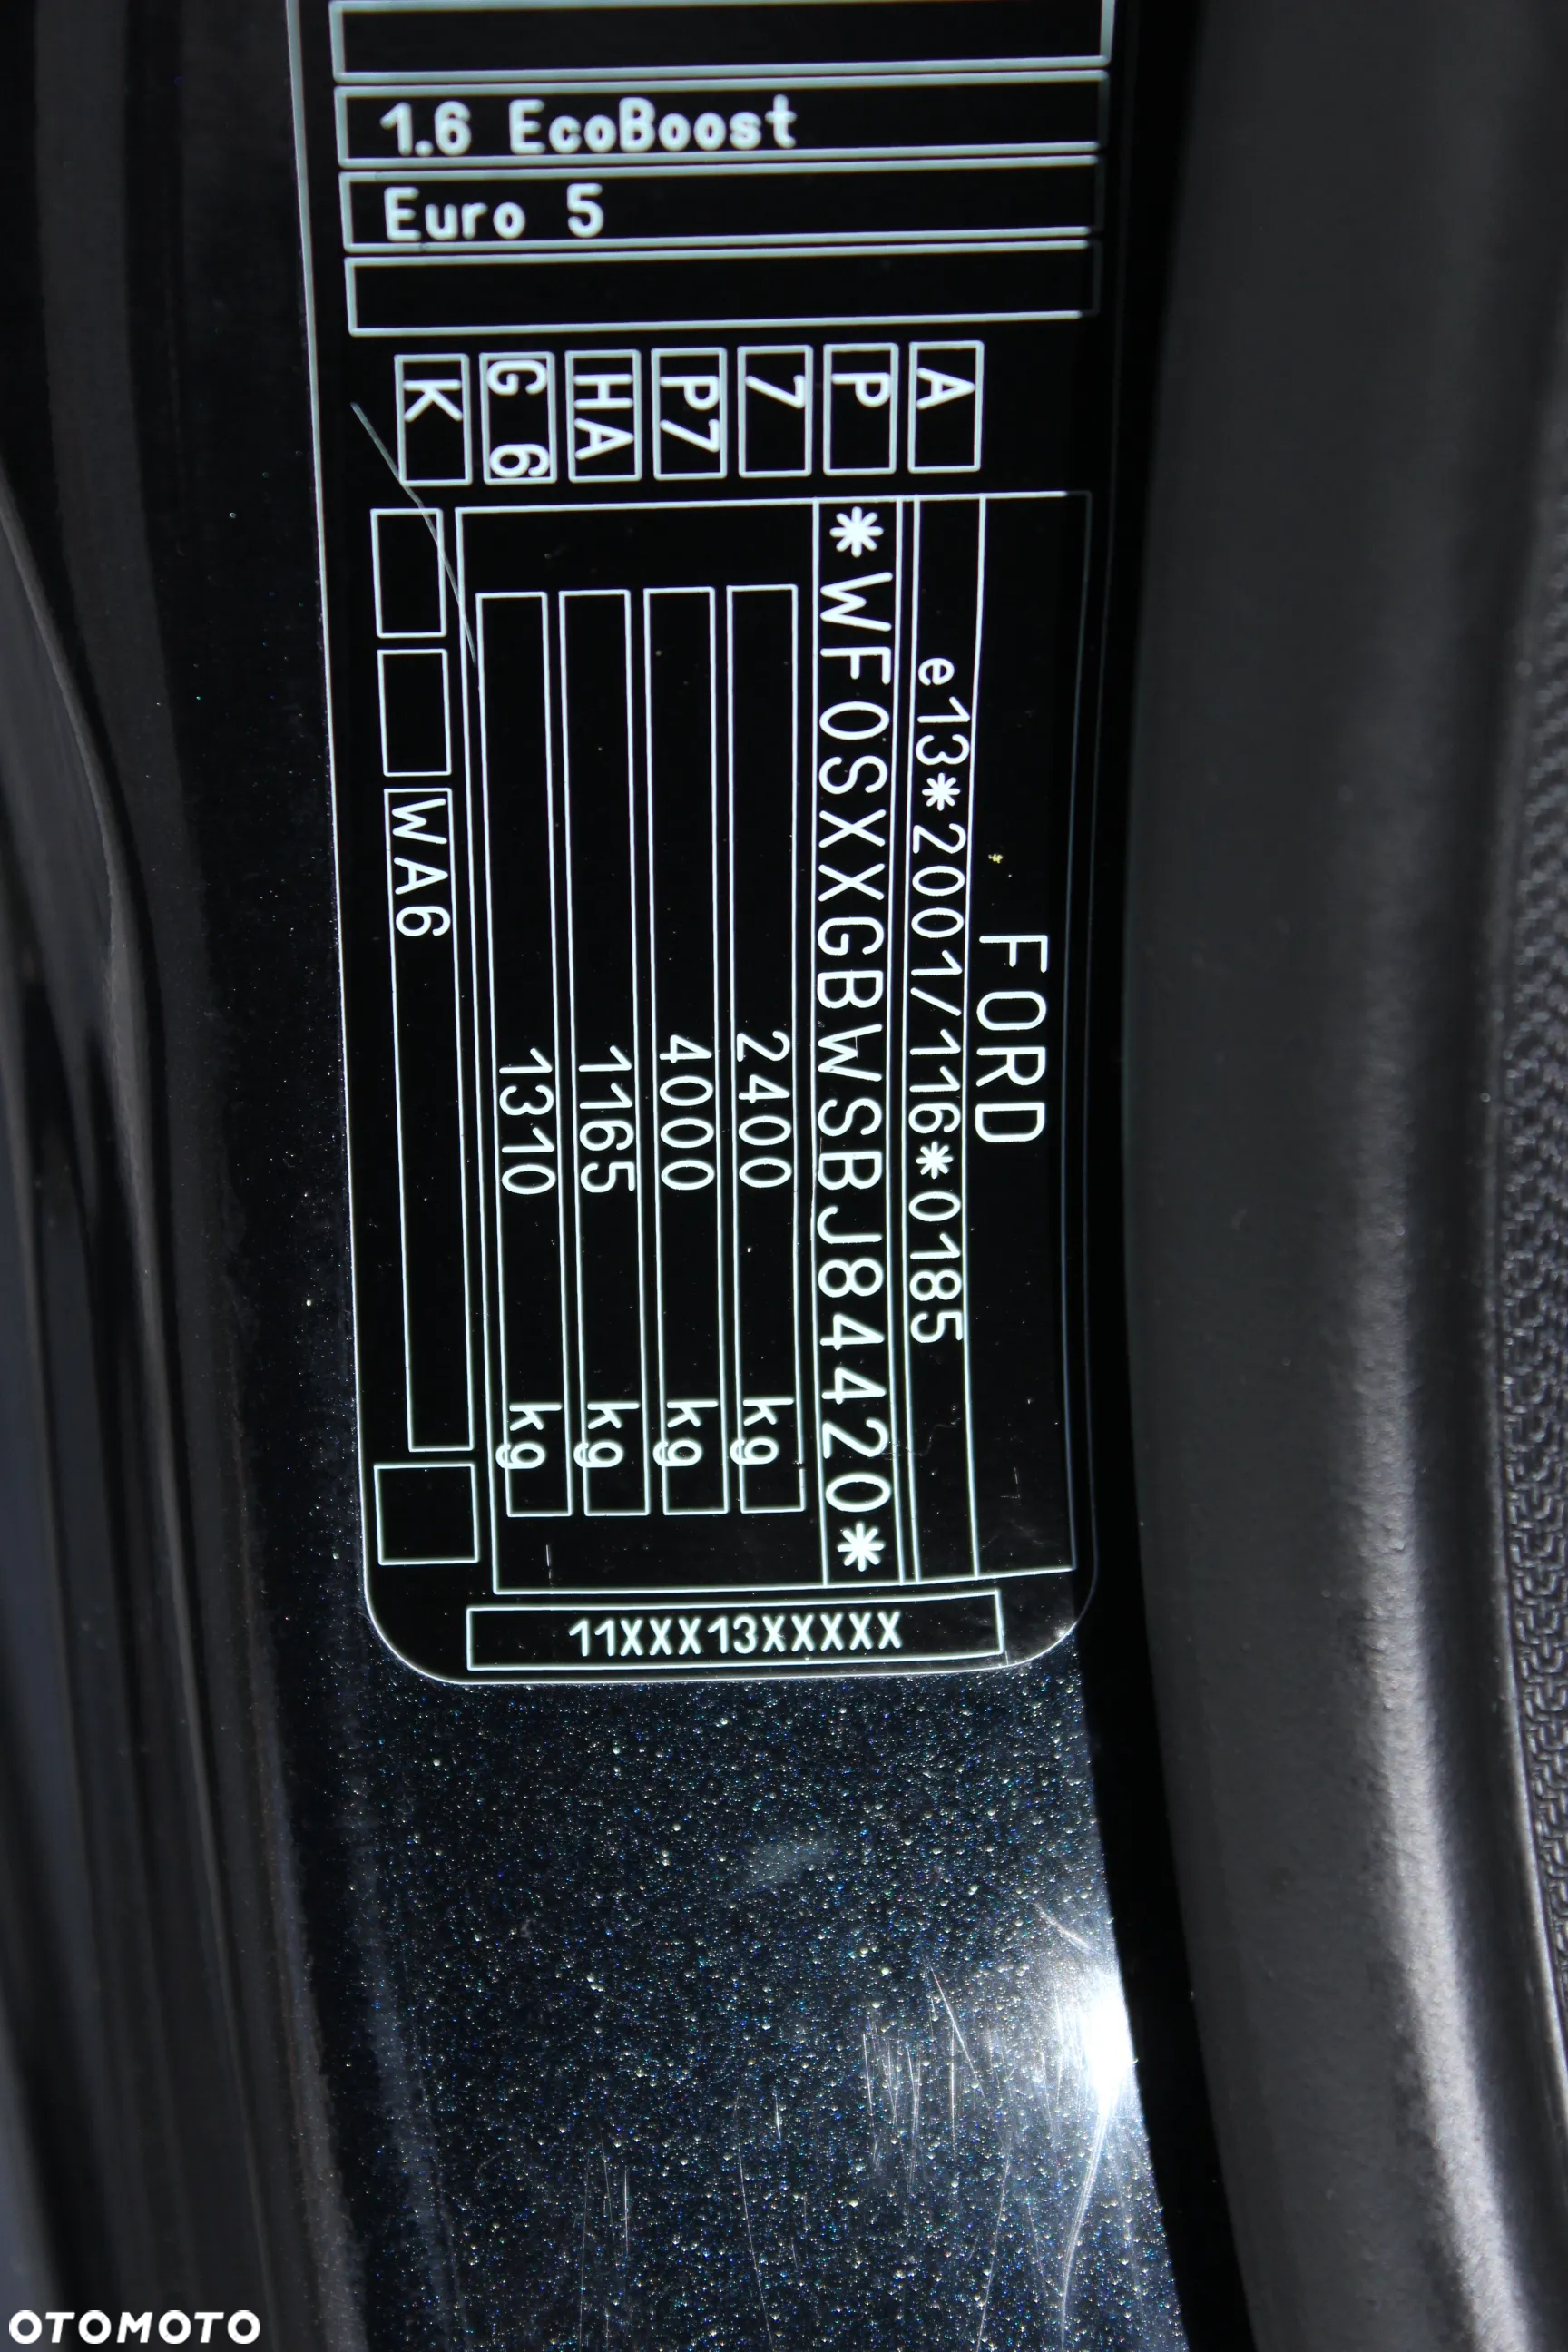 1.6 EcoBoost
Euro 5
FORD
e13*2001/116*0185
*WF0SXXGBWSBJ84420*
2400 kg
4000 kg
1165 kg
1310 kg
A
P
7
P7
HA
G 6
K
WA6
11XXX13XXXXX
OTOMOTO